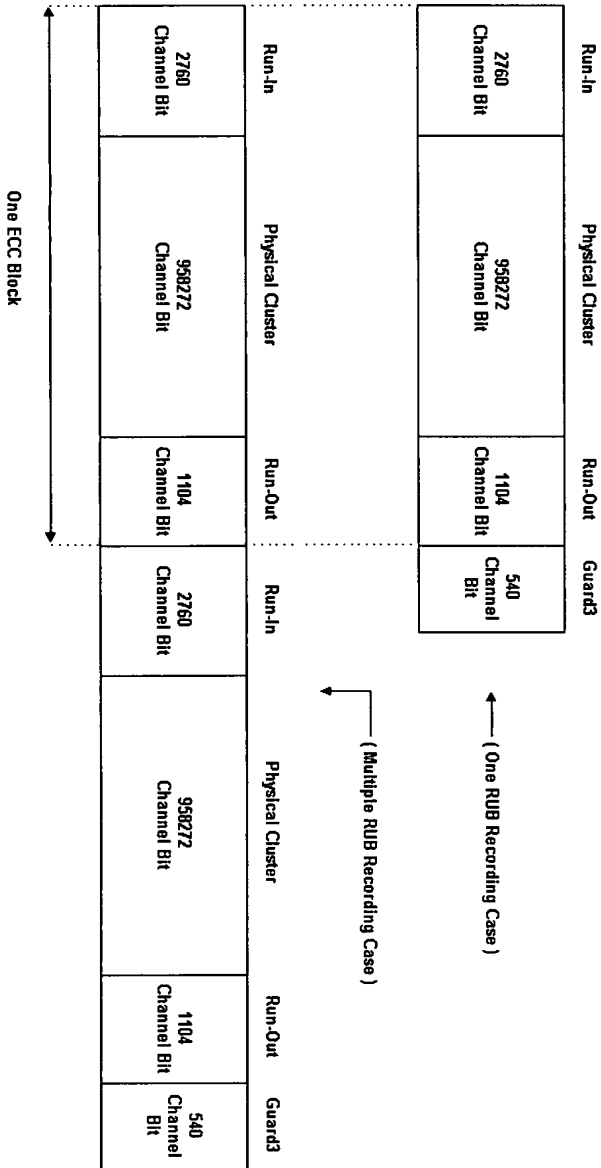 Run-In
Physical Cluster
Run-Out
Guard3
2760
Channel Bit
958272
Channel Bit
1104
Channel Bit
540
Channel
Bit
( One RUB Recording Case )
( Multiple RUB Recording Case )
Run-In
Physical Cluster
Run-Out
Run-In
Physical Cluster
Run-Out
Guard3
2760
Channel Bit
958272
Channel Bit
1104
Channel Bit
2760
Channel Bit
958272
Channel Bit
1104
Channel Bit
540
Channel
Bit
One ECC Block